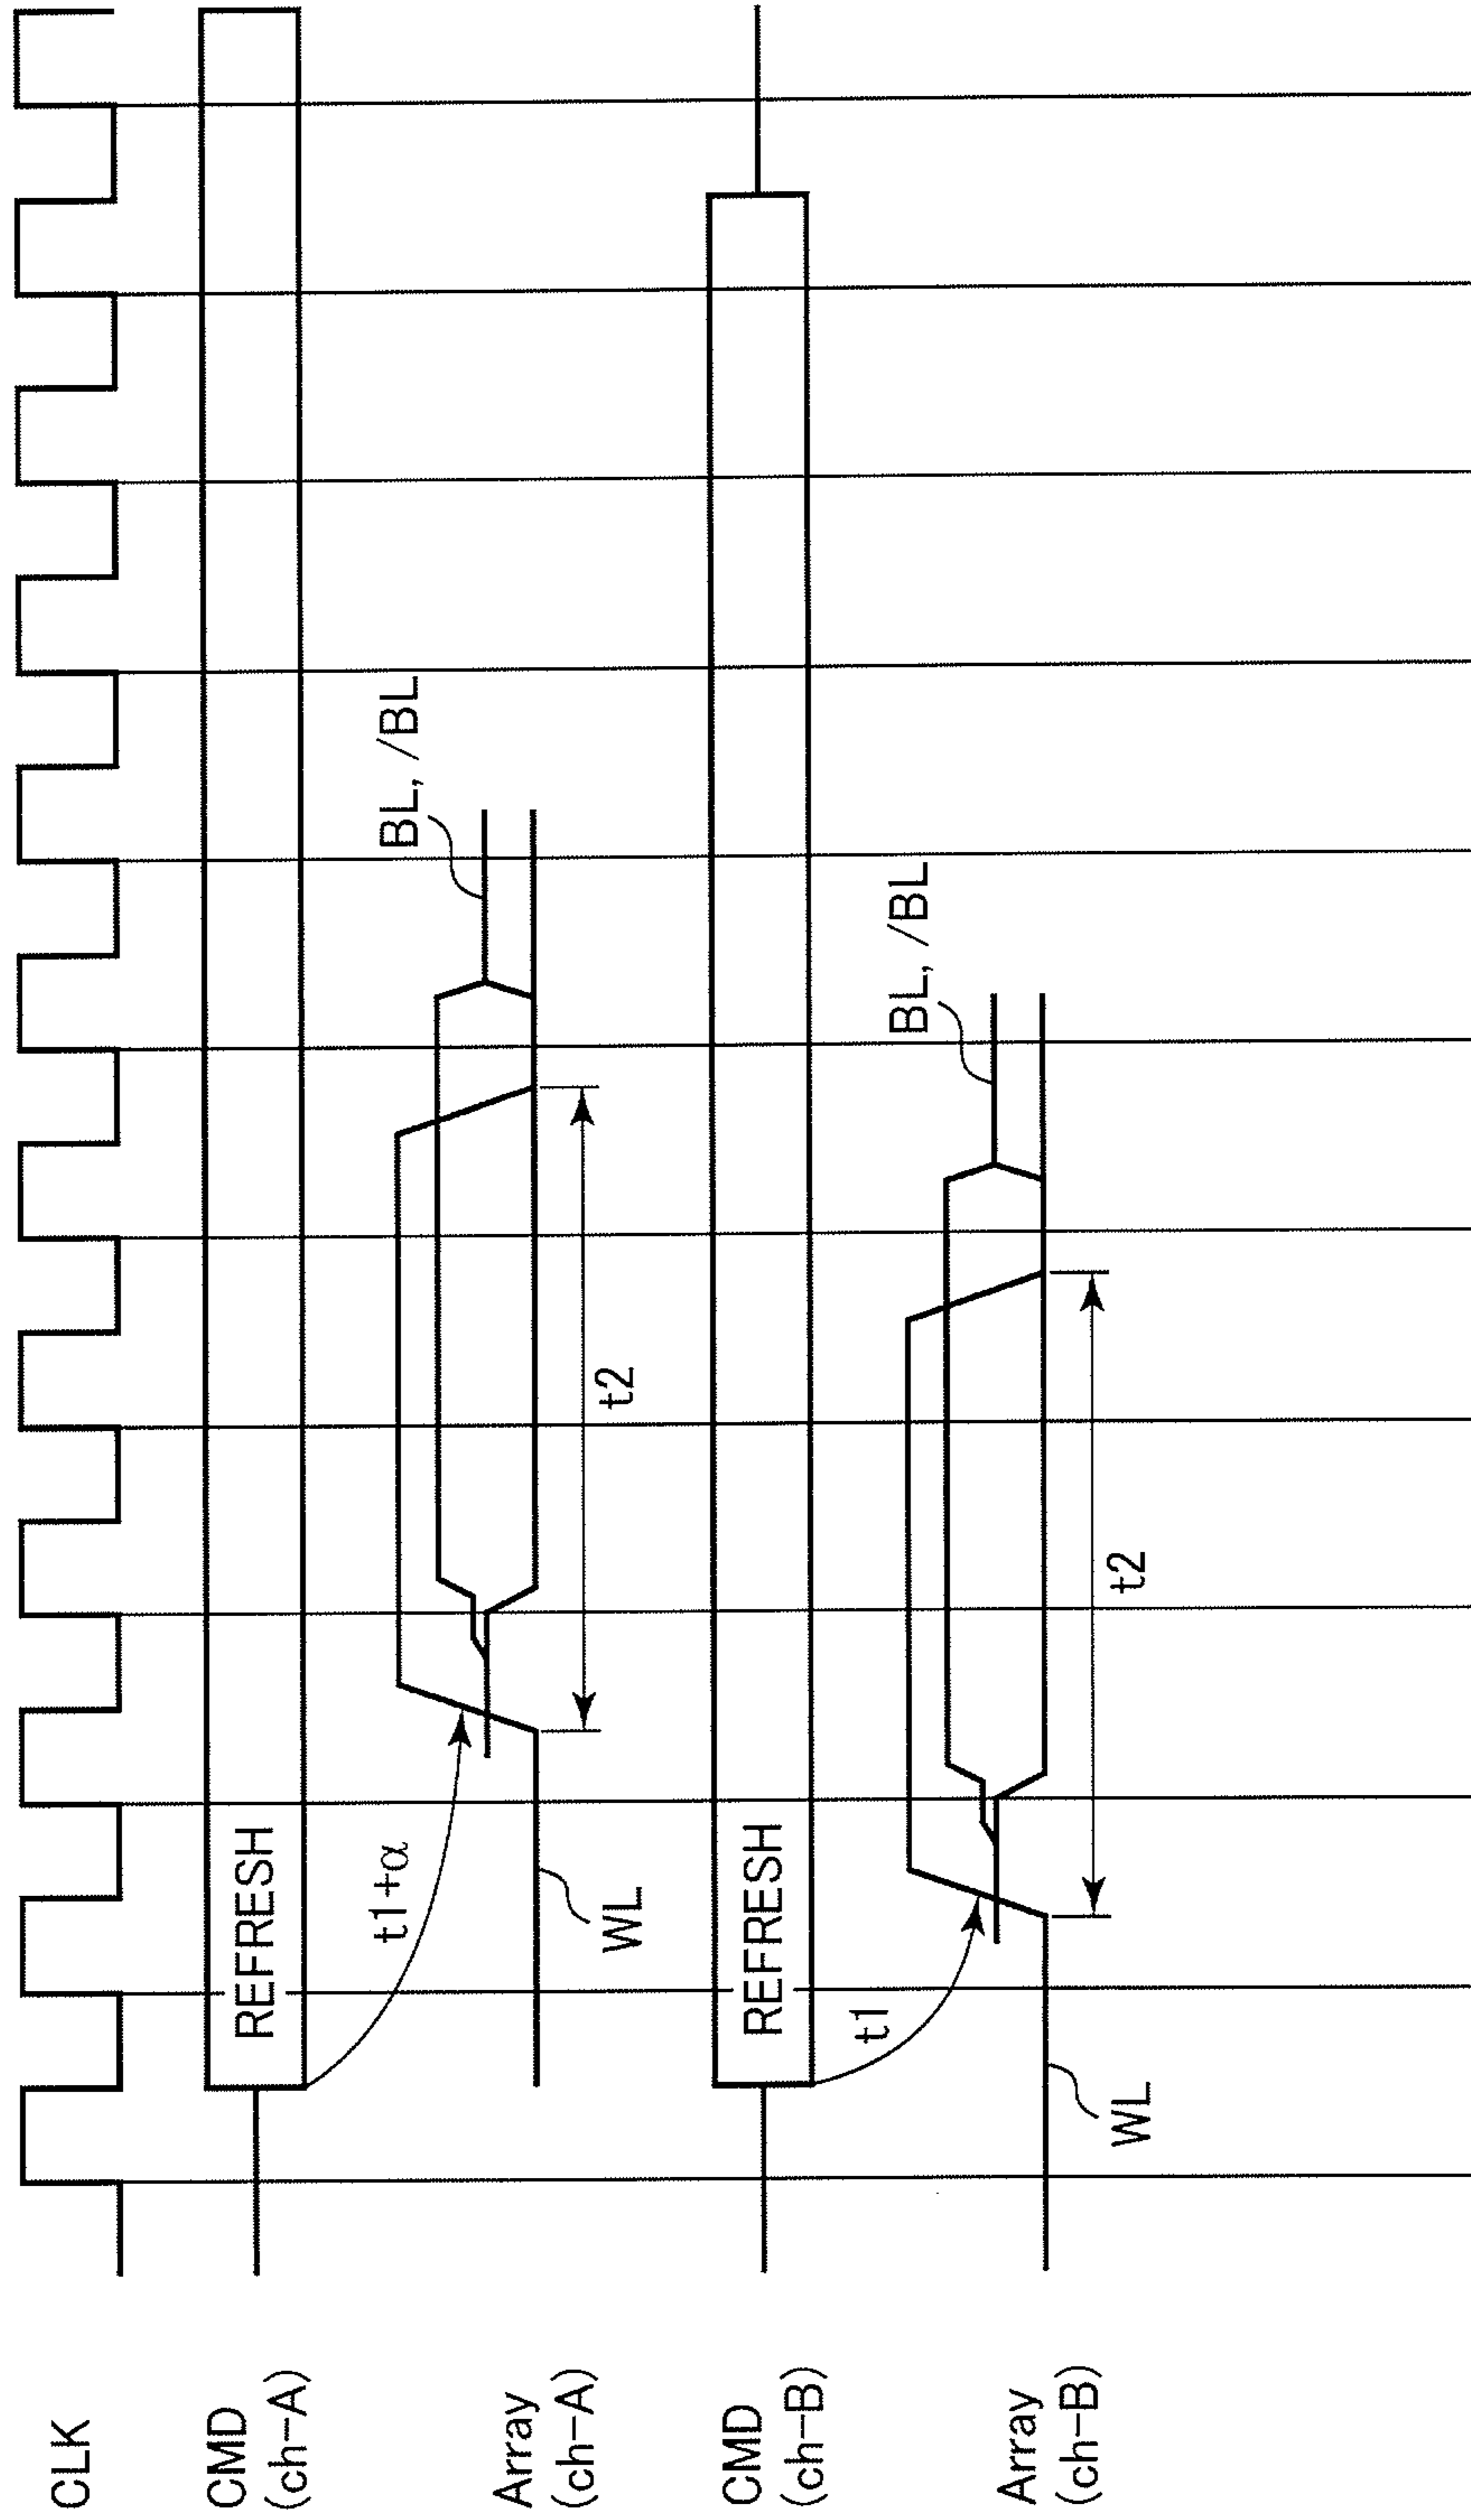 CLK
CMD
(ch-A)
REFRESH
t1+α
BL, /BL
Array
(ch-A)
WL
t2
CMD
(ch-B)
REFRESH
t1
BL, /BL
Array
(ch-B)
WL
t2